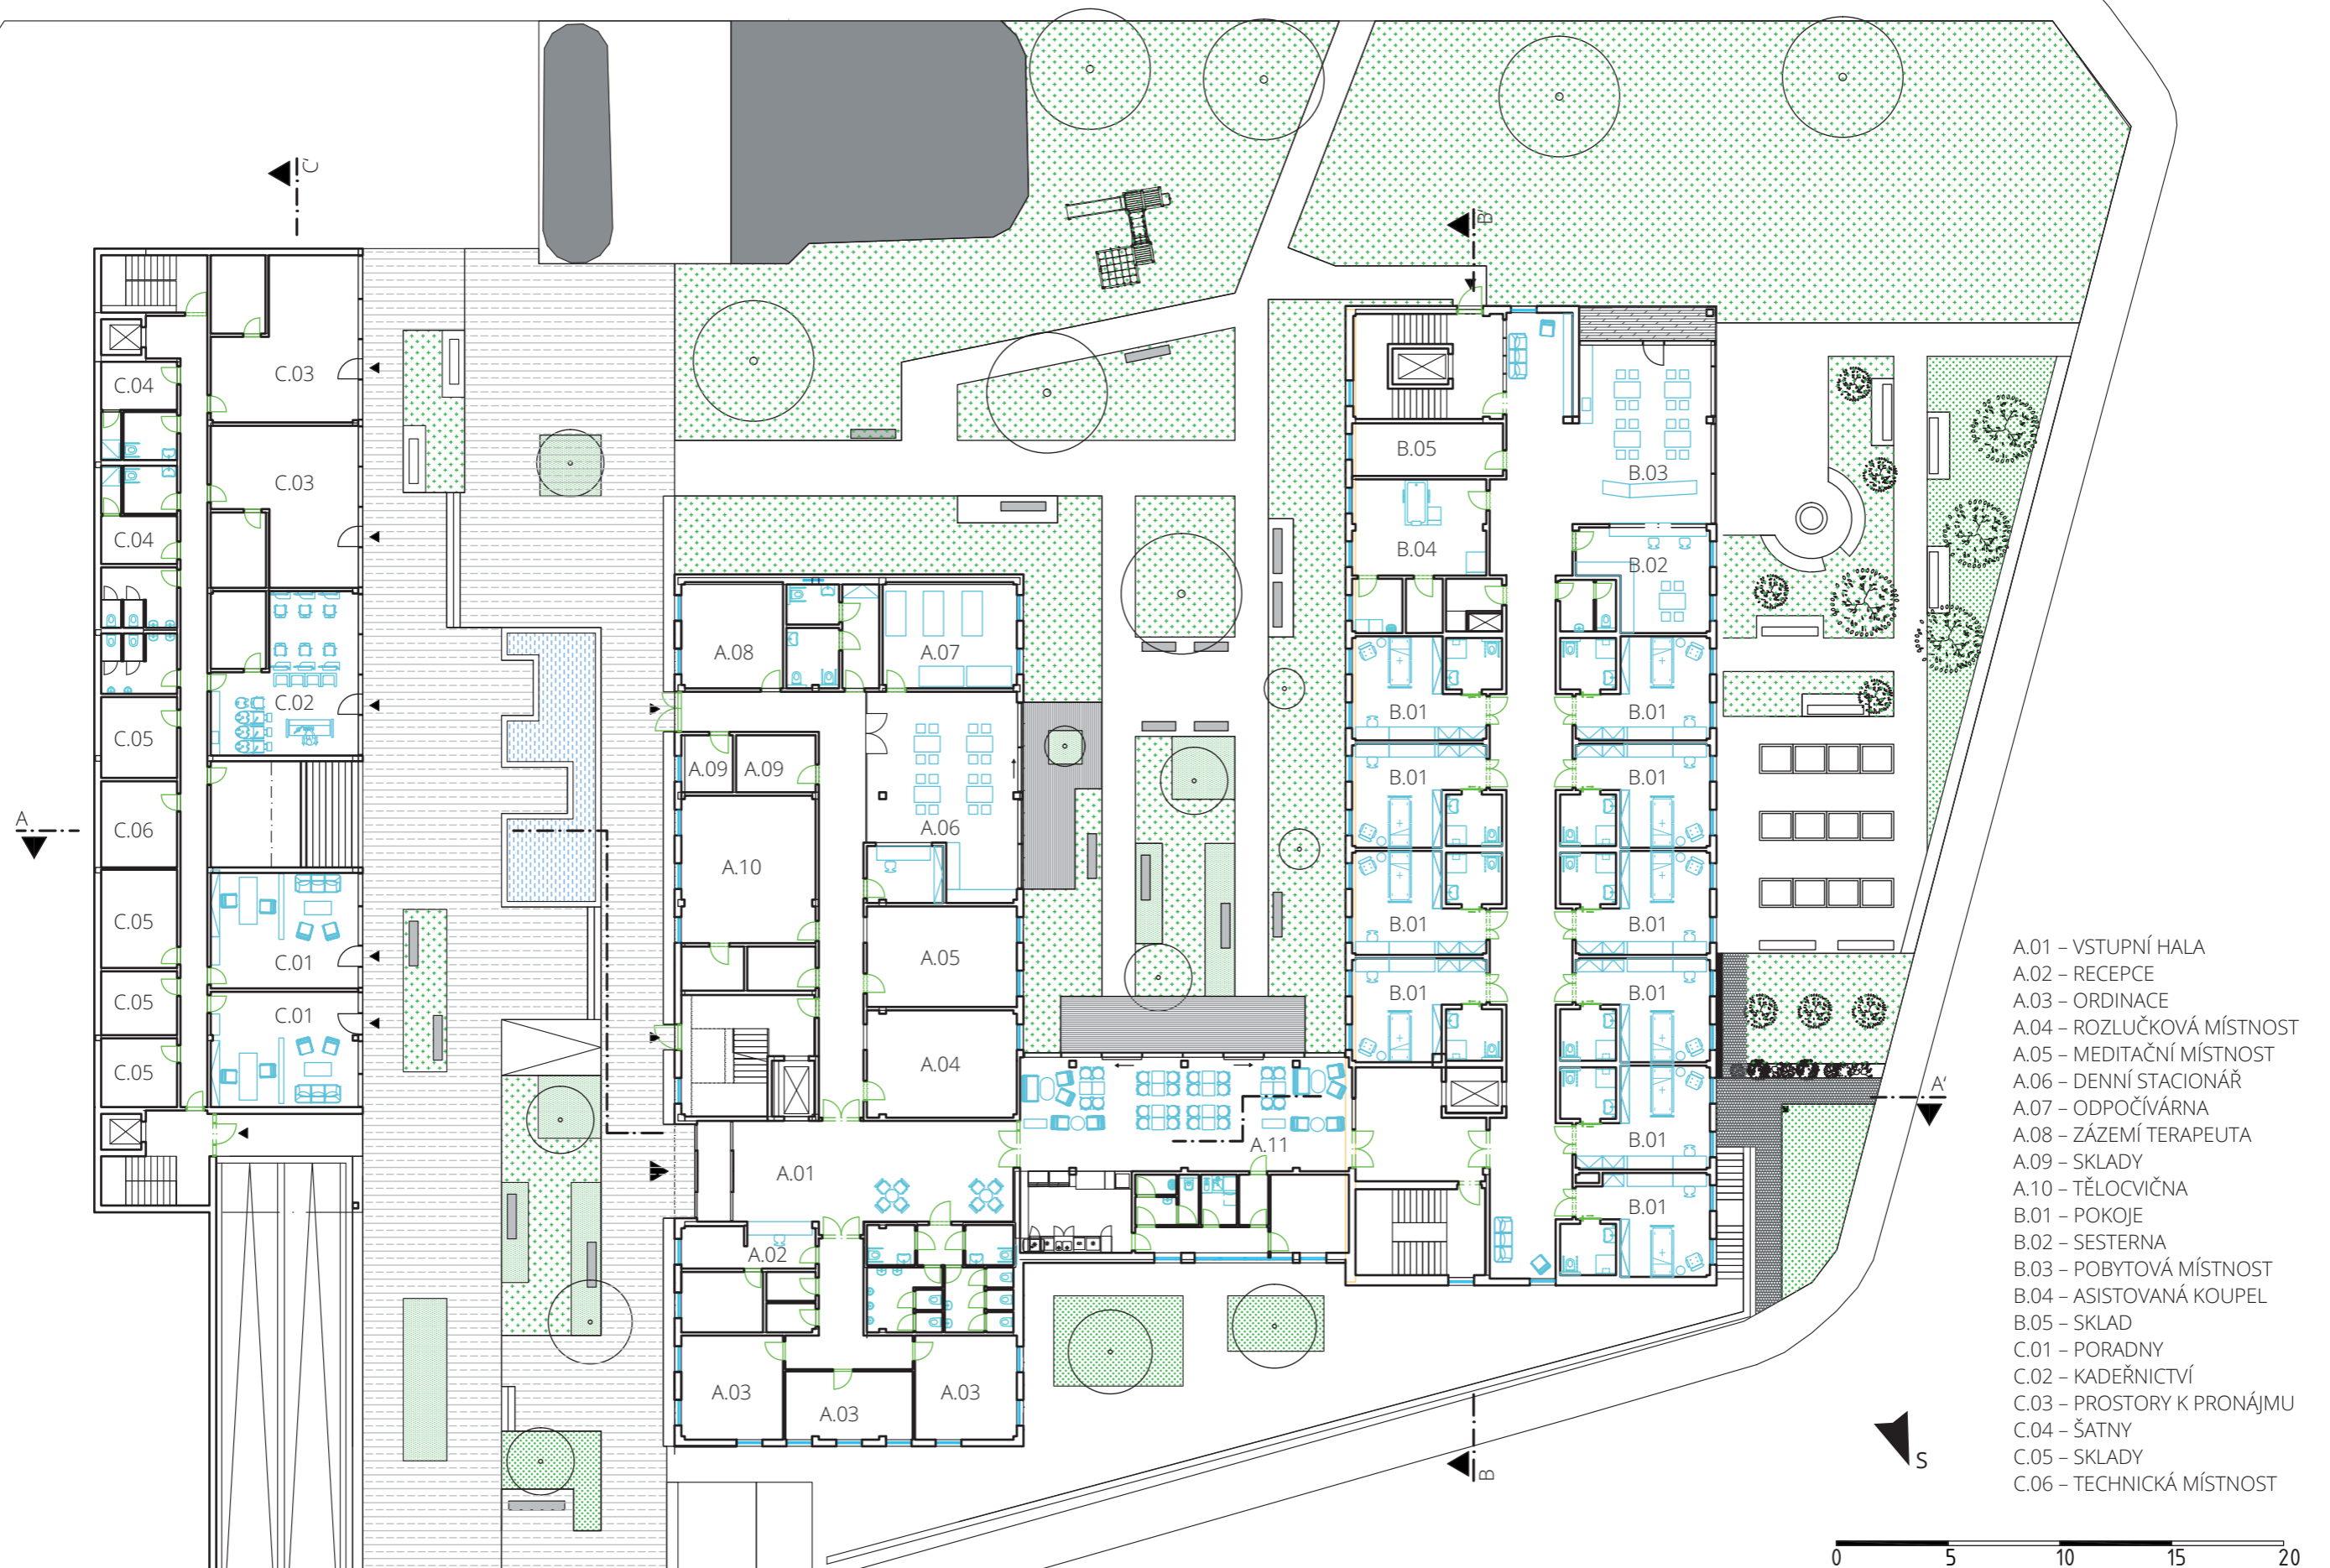 C'
B'
C.03
C.04
B.05
B.03
C.03
C.04
B.04
B.02
A.08
A.07
C.02
B.01
B.01
C.05
A.09
A.09
B.01
B.01
A
C.06
A.06
A.10
C.05
B.01
B.01
C.01
A.05
C.05
B.01
B.01
C.01
A.04
C.05
A'
B.01
A.11
A.01
B.01
A.02
A.03
A.03
A.03
B
A.01 – VSTUPNÍ HALA
A.02 – RECEPCE
A.03 – ORDINACE
A.04 – ROZLUČKOVÁ MÍSTNOST
A.05 – MEDITAČNÍ MÍSTNOST
A.06 – DENNÍ STACIONÁŘ
A.07 – ODPOČÍVÁRNA
A.08 – ZÁZEMÍ TERAPEUTA
A.09 – SKLADY
A.10 – TĚLOCVIČNA
B.01 – POKOJE
B.02 – SESTERNA
B.03 – POBYTOVÁ MÍSTNOST
B.04 – ASISTOVANÁ KOUPEL
B.05 – SKLAD
C.01 – PORADNY
C.02 – KADEŘNICTVÍ
C.03 – PROSTORY K PRONÁJMU
C.04 – ŠATNY
C.05 – SKLADY
C.06 – TECHNICKÁ MÍSTNOST
S
0 5 10 15 20